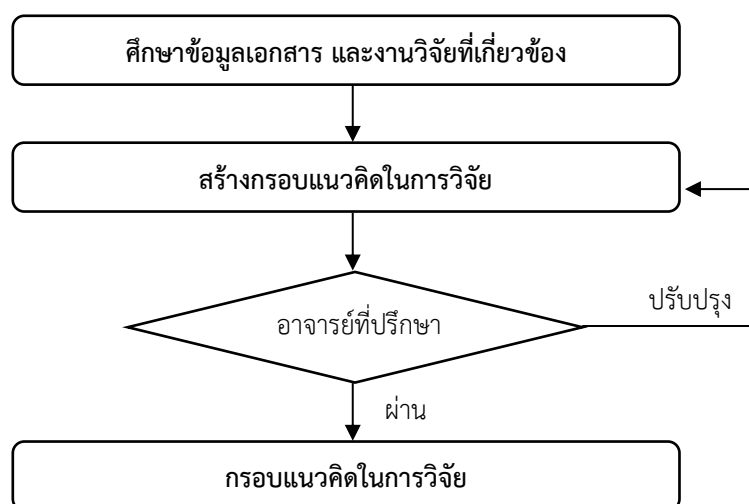 ศึกษาข้อมูลเอกสาร และงานวิจัยที่เกี่ยวข้อง
สร้างกรอบแนวคิดในการวิจัย
อาจารย์ที่ปรึกษา
ปรับปรุง
ผ่าน
กรอบแนวคิดในการวิจัย